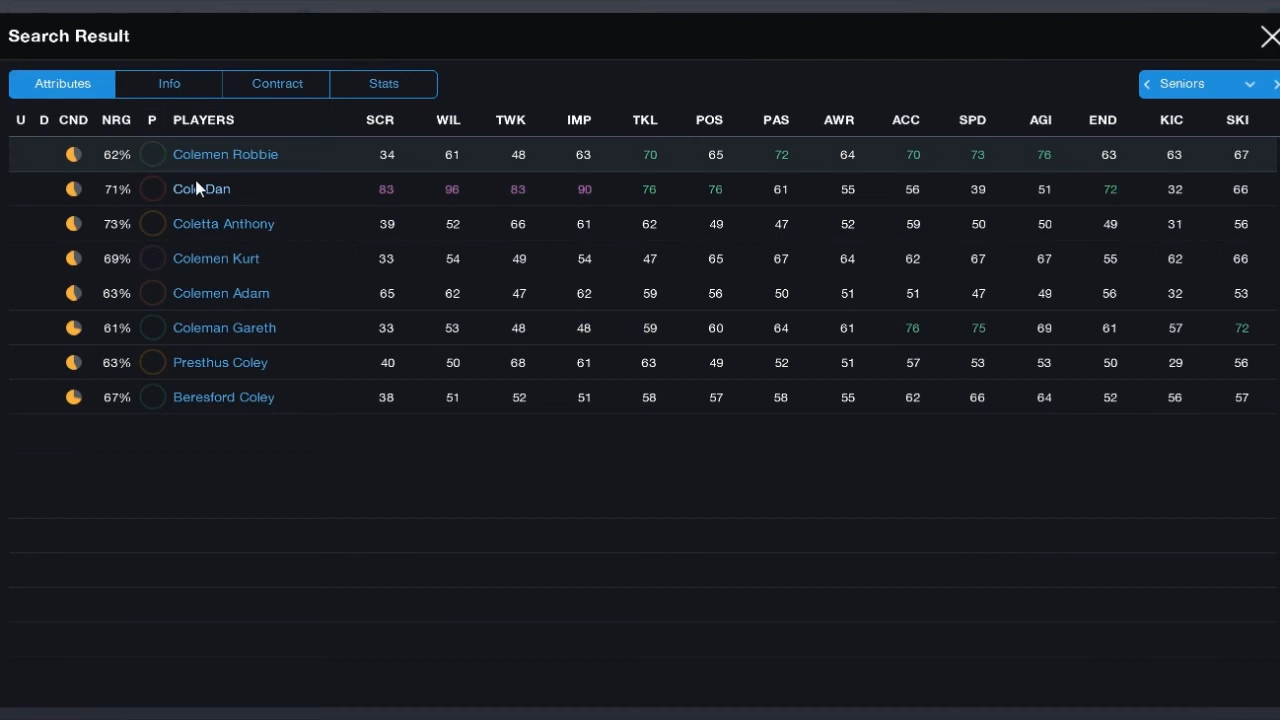 Search Result
Attributes Info Contract Stats Seniors
U D CND NRG P PLAYERS SCR WIL TWK IMP TKL POS PAS AWR ACC SPD AGI END KIC SKI
62% Colemen Robbie 34 61 48 63 70 65 72 64 70 73 76 63 63 67
71% Cole Dan 83 96 83 90 76 76 61 55 56 39 51 72 32 66
73% Coletta Anthony 39 52 66 61 62 49 47 52 59 50 50 49 31 56
69% Colemen Kurt 33 54 49 54 47 65 67 64 62 67 67 55 62 66
63% Colemen Adam 65 62 47 62 59 56 50 51 51 47 49 56 32 53
61% Coleman Gareth 33 53 48 48 59 60 64 61 76 75 69 61 57 72
63% Presthus Coley 40 50 68 61 63 49 52 51 57 53 53 50 29 56
67% Beresford Coley 38 51 52 51 58 57 58 55 62 66 64 52 56 57